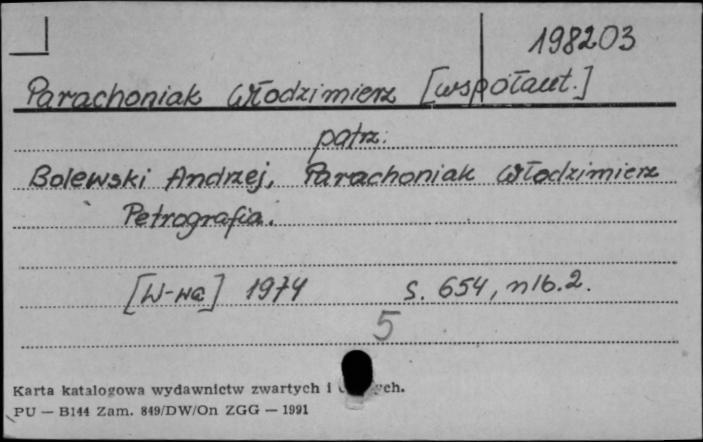 198203
Parachoniak Włodzimierz [współaut.]
patrz:
Bolewski Andrzej, Parachoniak Włodzimierz
Petrografia.
[W-wa] 1974 s. 654, nlb. 2.
5
Karta katalogowa wydawnictw zwartych i
PU — B144 Zam. 849/DW/On ZGG — 1991